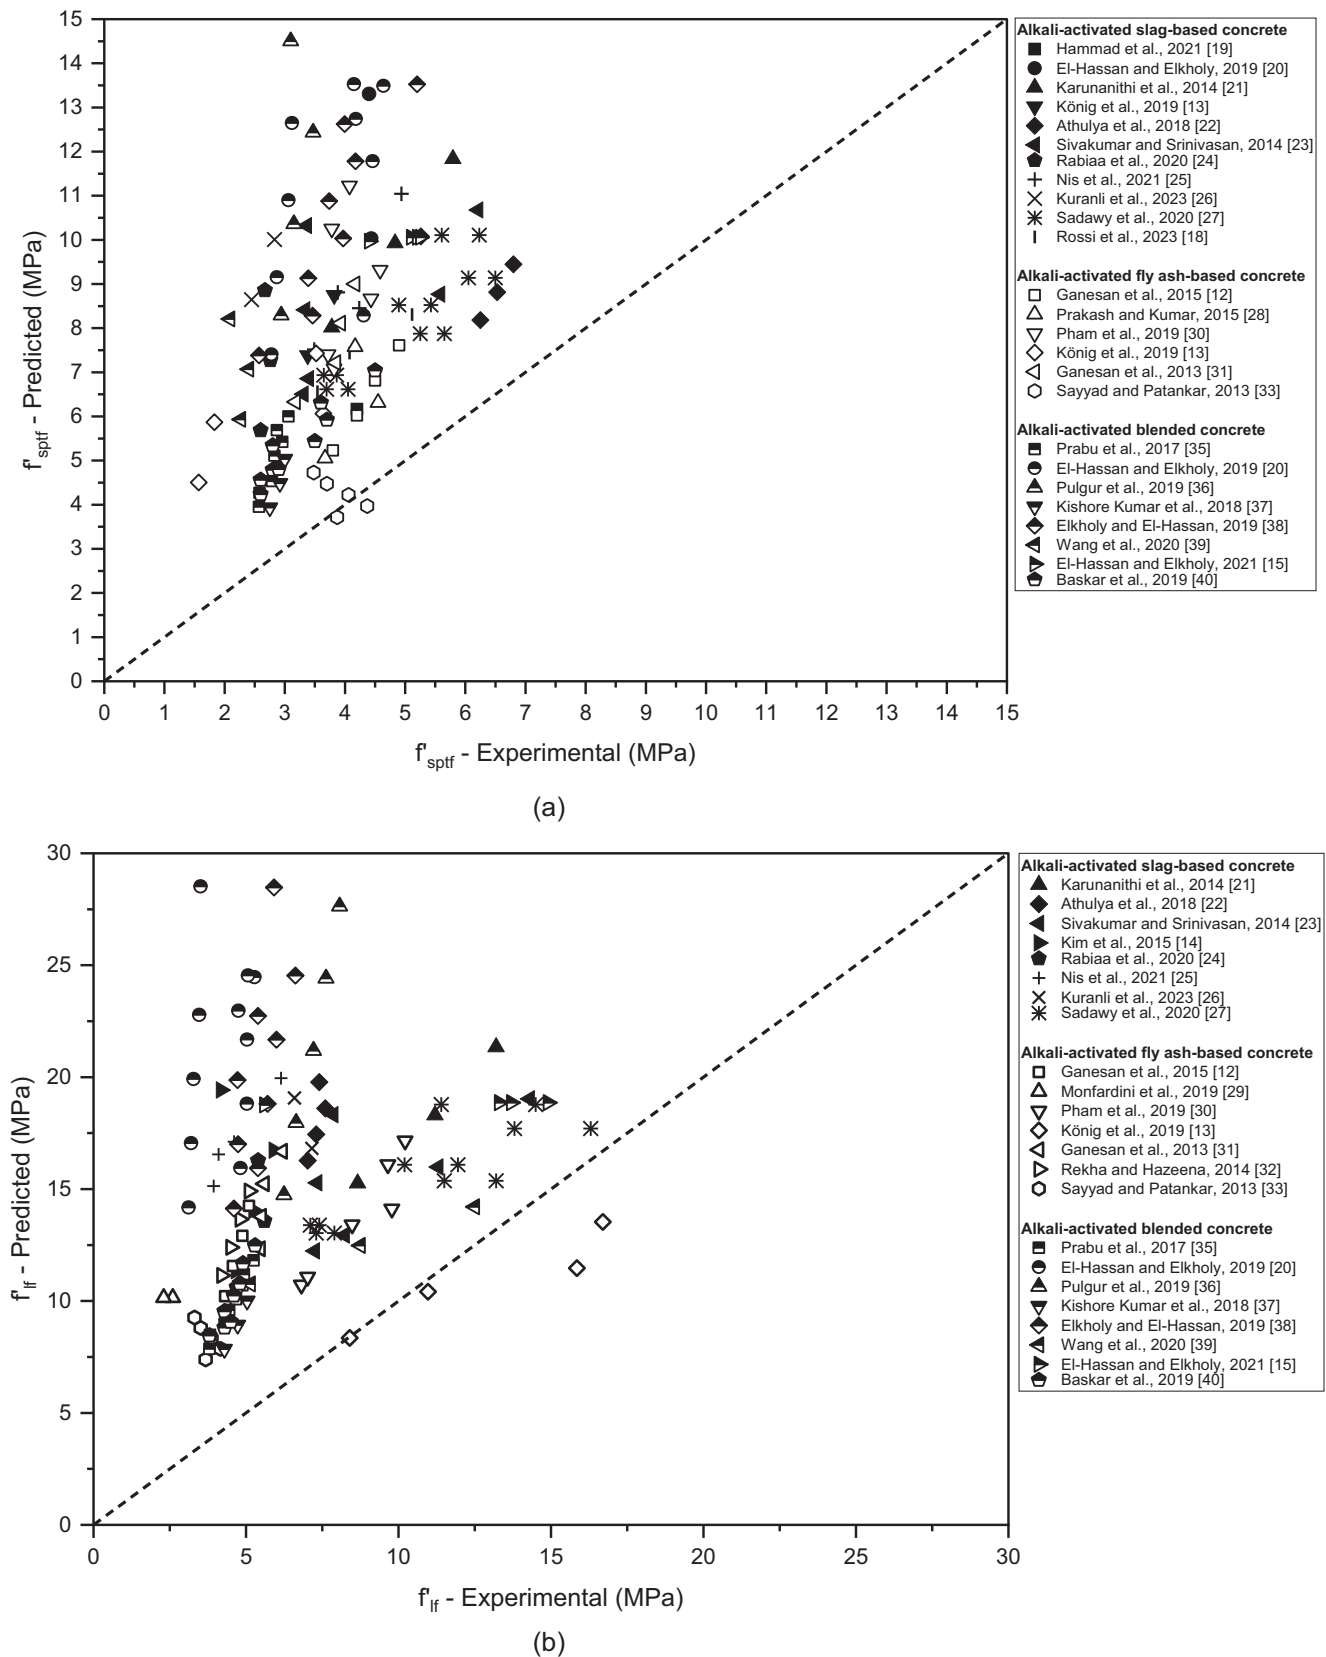 15
14
13
12
11
10
9
8
7
6
5
4
3
2
1
0
f'sptf - Predicted (MPa)
0 1 2 3 4 5 6 7 8 9 10 11 12 13 14 15
f'sptf - Experimental (MPa)
(a)
Alkali-activated slag-based concrete
Hammad et al., 2021 [19]
El-Hassan and Elkholy, 2019 [20]
Karunanithi et al., 2014 [21]
König et al., 2019 [13]
Athulya et al., 2018 [22]
Sivakumar and Srinivasan, 2014 [23]
Rabiaa et al., 2020 [24]
Nis et al., 2021 [25]
Kuranli et al., 2023 [26]
Sadawy et al., 2020 [27]
Rossi et al., 2023 [18]
Alkali-activated fly ash-based concrete
Ganesan et al., 2015 [12]
Prakash and Kumar, 2015 [28]
Pham et al., 2019 [30]
König et al., 2019 [13]
Ganesan et al., 2013 [31]
Sayyad and Patankar, 2013 [33]
Alkali-activated blended concrete
Prabu et al., 2017 [35]
El-Hassan and Elkholy, 2019 [20]
Pulgur et al., 2019 [36]
Kishore Kumar et al., 2018 [37]
Elkholy and El-Hassan, 2019 [38]
Wang et al., 2020 [39]
El-Hassan and Elkholy, 2021 [15]
Baskar et al., 2019 [40]
30
25
20
15
10
5
0
f'lf - Predicted (MPa)
0 5 10 15 20 25 30
f'lf - Experimental (MPa)
(b)
Alkali-activated slag-based concrete
Karunanithi et al., 2014 [21]
Athulya et al., 2018 [22]
Sivakumar and Srinivasan, 2014 [23]
Kim et al., 2015 [14]
Rabiaa et al., 2020 [24]
Nis et al., 2021 [25]
Kuranli et al., 2023 [26]
Sadawy et al., 2020 [27]
Alkali-activated fly ash-based concrete
Ganesan et al., 2015 [12]
Monfardini et al., 2019 [29]
Pham et al., 2019 [30]
König et al., 2019 [13]
Ganesan et al., 2013 [31]
Rekha and Hazeena, 2014 [32]
Sayyad and Patankar, 2013 [33]
Alkali-activated blended concrete
Prabu et al., 2017 [35]
El-Hassan and Elkholy, 2019 [20]
Pulgur et al., 2019 [36]
Kishore Kumar et al., 2018 [37]
Elkholy and El-Hassan, 2019 [38]
Wang et al., 2020 [39]
El-Hassan and Elkholy, 2021 [15]
Baskar et al., 2019 [40]